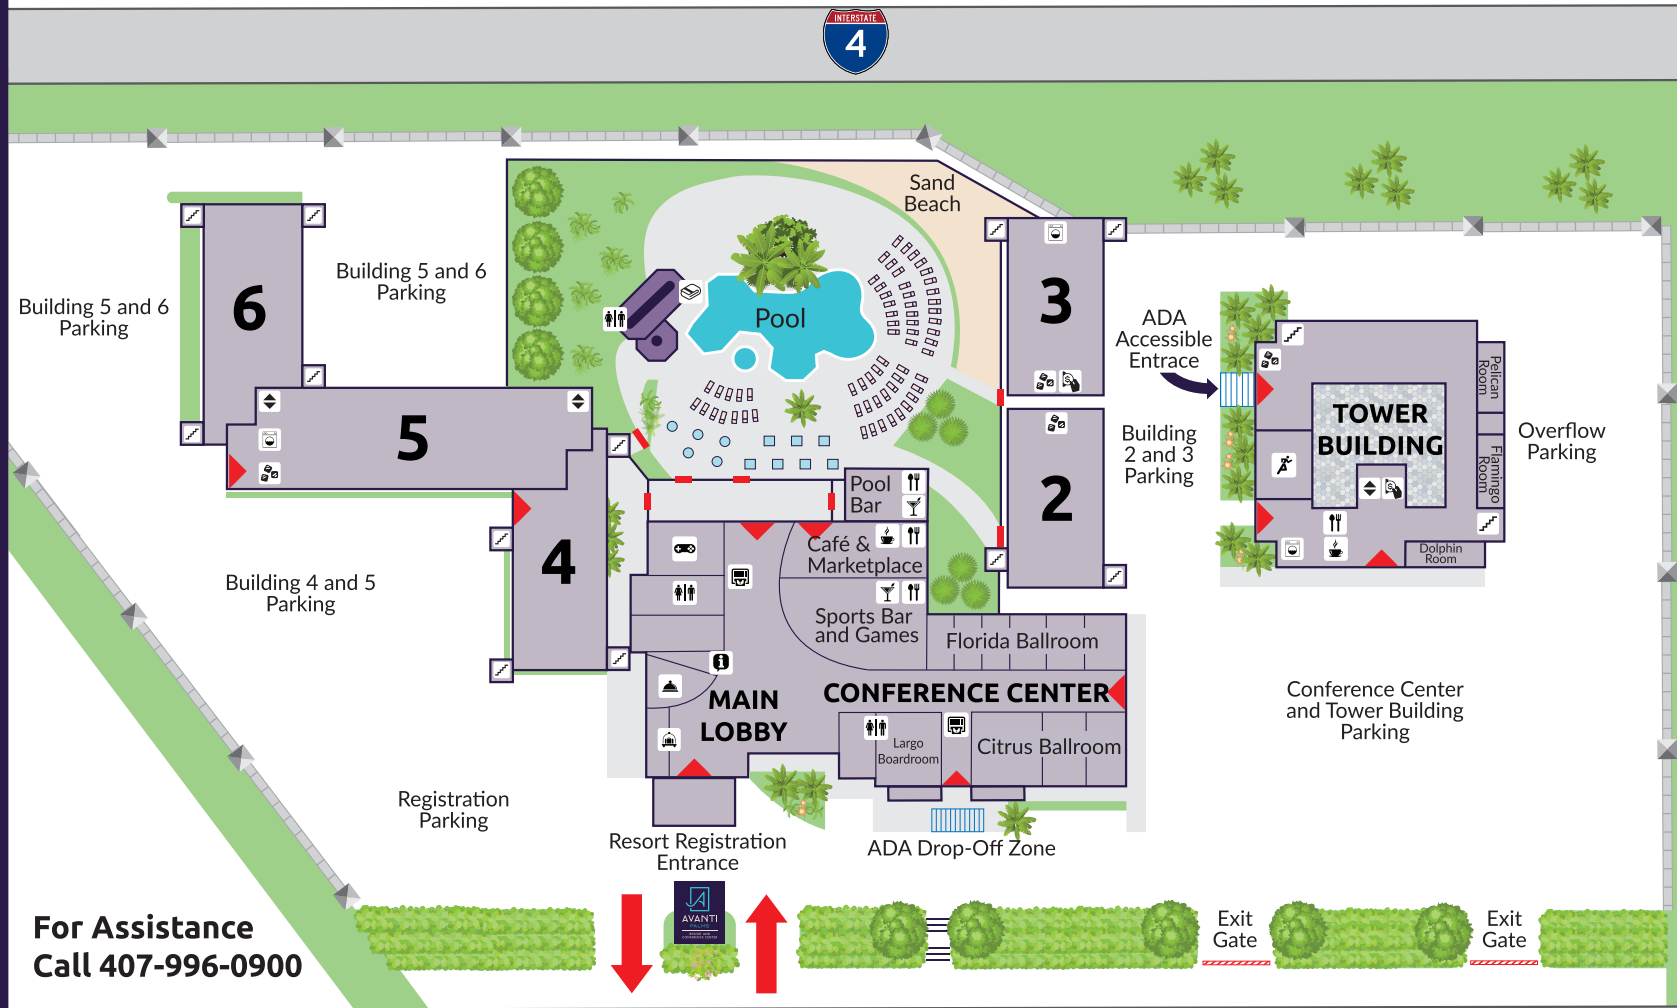 INTERSTATE
4
Sand
Beach
Building 5 and 6
Parking
Building 5 and 6
Parking
6
Pool
3
ADA
Accessible
Entrace
Pelican
Room
TOWER
BUILDING
5
Building
2 and 3
Parking
Overflow
Parking
Flamingo
Room
Pool
Bar
2
Café &
Marketplace
4
Dolphin
Room
Building 4 and 5
Parking
Sports Bar
and Games
Florida Ballroom
MAIN
LOBBY
CONFERENCE CENTER
Conference Center
and Tower Building
Parking
Largo
Boardroom
Citrus Ballroom
Registration
Parking
Resort Registration
Entrance
ADA Drop-Off Zone
AVANTI
PALMS
RESORT AND
CONFERENCE CENTER
Exit
Gate
Exit
Gate
For Assistance
Call 407-996-0900